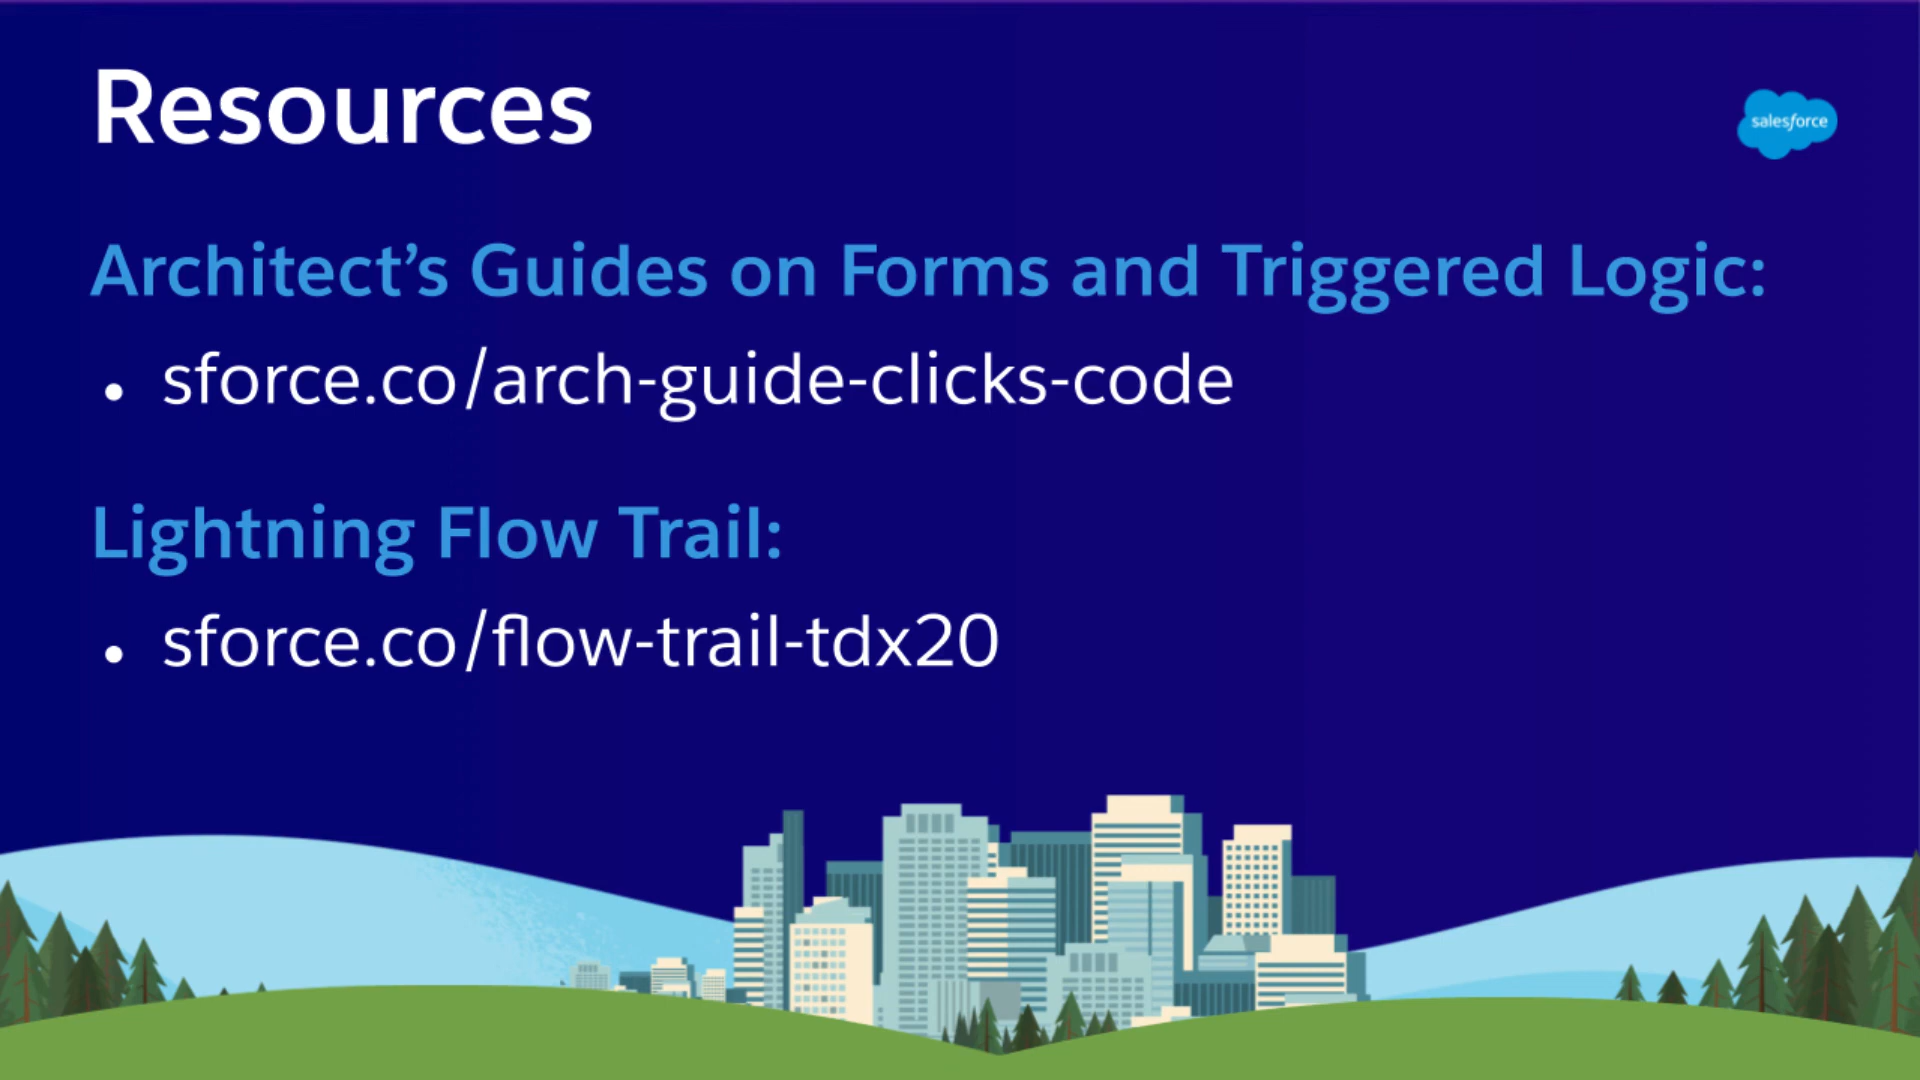 Resources
salesforce
Architect’s Guides on Forms and Triggered Logic:
• sforce.co/arch-guide-clicks-code
Lightning Flow Trail:
• sforce.co/flow-trail-tdx20